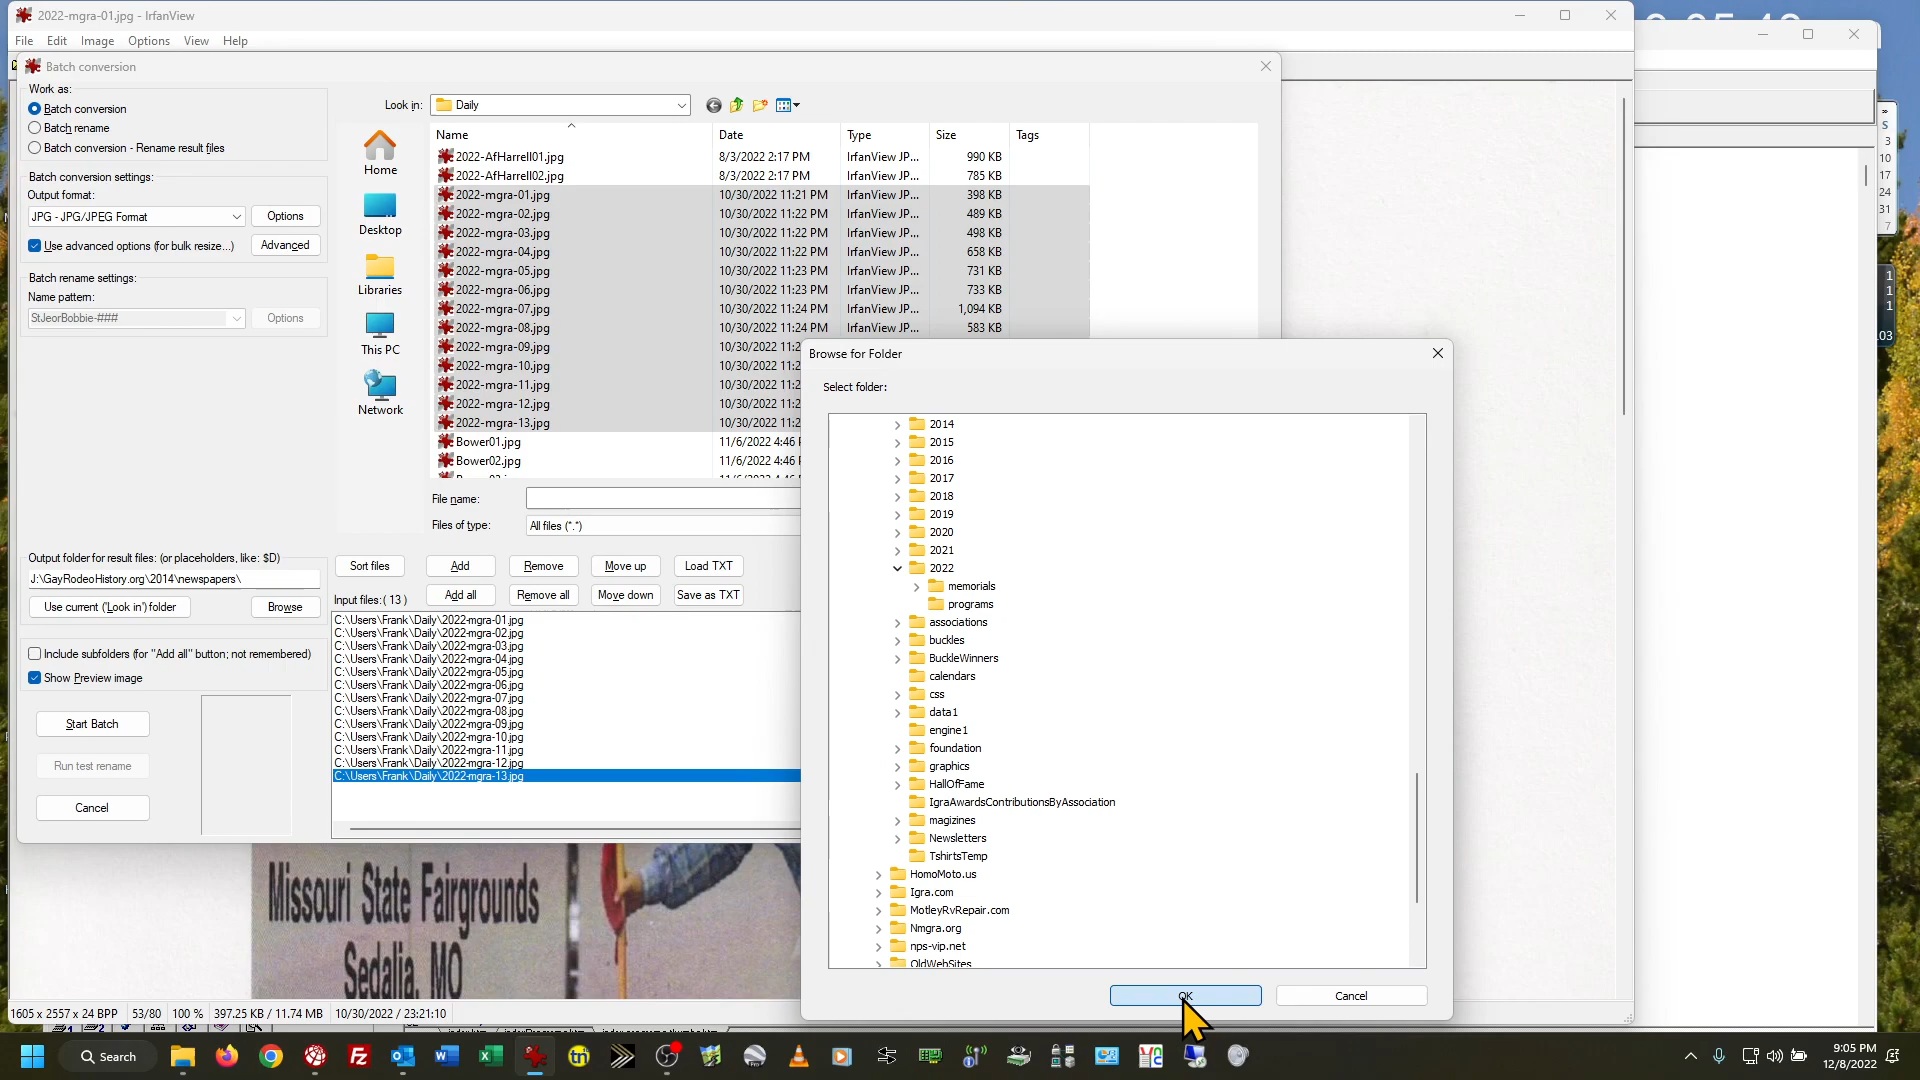 2022-mgra-01.jpg - IrfanView
File Edit Image Options View Help
Batch conversion
Work as:
Batch conversion
Batch rename
Batch conversion - Rename result files
Batch conversion settings:
Output format:
JPG - JPG/JPEG Format
Options
Use advanced options (for bulk resize...)
Advanced
Batch rename settings:
Name pattern:
StJeorBobbie-###
Options
Output folder for result files: (or placeholders, like: $D)
J:\GayRodeoHistory.org\2014\newspapers\
Use current ('Look in') folder
Browse
Include subfolders (for "Add all" button; not remembered)
Show Preview image
Start Batch
Run test rename
Cancel
Look in:
Daily
Home
Desktop
Libraries
This PC
Network
Name Date Type Size Tags
2022-AfHarrell01.jpg 8/3/2022 2:17 PM IrfanView JP... 990 KB
2022-AfHarrell02.jpg 8/3/2022 2:17 PM IrfanView JP... 785 KB
2022-mgra-01.jpg 10/30/2022 11:21 PM IrfanView JP... 398 KB
2022-mgra-02.jpg 10/30/2022 11:22 PM IrfanView JP... 489 KB
2022-mgra-03.jpg 10/30/2022 11:22 PM IrfanView JP... 498 KB
2022-mgra-04.jpg 10/30/2022 11:22 PM IrfanView JP... 658 KB
2022-mgra-05.jpg 10/30/2022 11:23 PM IrfanView JP... 731 KB
2022-mgra-06.jpg 10/30/2022 11:23 PM IrfanView JP... 733 KB
2022-mgra-07.jpg 10/30/2022 11:24 PM IrfanView JP... 1,094 KB
2022-mgra-08.jpg 10/30/2022 11:24 PM IrfanView JP... 583 KB
2022-mgra-09.jpg 10/30/2022 11:2
2022-mgra-10.jpg 10/30/2022 11:2
2022-mgra-11.jpg 10/30/2022 11:2
2022-mgra-12.jpg 10/30/2022 11:2
2022-mgra-13.jpg 10/30/2022 11:2
Bower01.jpg 11/6/2022 4:46
Bower02.jpg 11/6/2022 4:46
File name:
Files of type:
All files (*.*)
Sort files Add Remove Move up Load TXT
Input files: ( 13 ) Add all Remove all Move down Save as TXT
C:\Users\Frank\Daily\2022-mgra-01.jpg
C:\Users\Frank\Daily\2022-mgra-02.jpg
C:\Users\Frank\Daily\2022-mgra-03.jpg
C:\Users\Frank\Daily\2022-mgra-04.jpg
C:\Users\Frank\Daily\2022-mgra-05.jpg
C:\Users\Frank\Daily\2022-mgra-06.jpg
C:\Users\Frank\Daily\2022-mgra-07.jpg
C:\Users\Frank\Daily\2022-mgra-08.jpg
C:\Users\Frank\Daily\2022-mgra-09.jpg
C:\Users\Frank\Daily\2022-mgra-10.jpg
C:\Users\Frank\Daily\2022-mgra-11.jpg
C:\Users\Frank\Daily\2022-mgra-12.jpg
C:\Users\Frank\Daily\2022-mgra-13.jpg
Browse for Folder
Select folder:
2014
2015
2016
2017
2018
2019
2020
2021
2022
memorials
programs
associations
buckles
BuckleWinners
calendars
css
data1
engine1
foundation
graphics
HallOfFame
IgraAwardsContributionsByAssociation
magizines
Newsletters
TshirtsTemp
HomoMoto.us
Igra.com
MotleyRvRepair.com
Nmgra.org
nps-vip.net
OldWebSites
OK
Cancel
S
3
10
17
24
31
7
1
1
1
Missouri State Fairgrounds
Sedalia, MO
1605 x 2557 x 24 BPP 53/80 100 % 397.25 KB / 11.74 MB 10/30/2022 / 23:21:10
Search
9:05 PM
12/8/2022